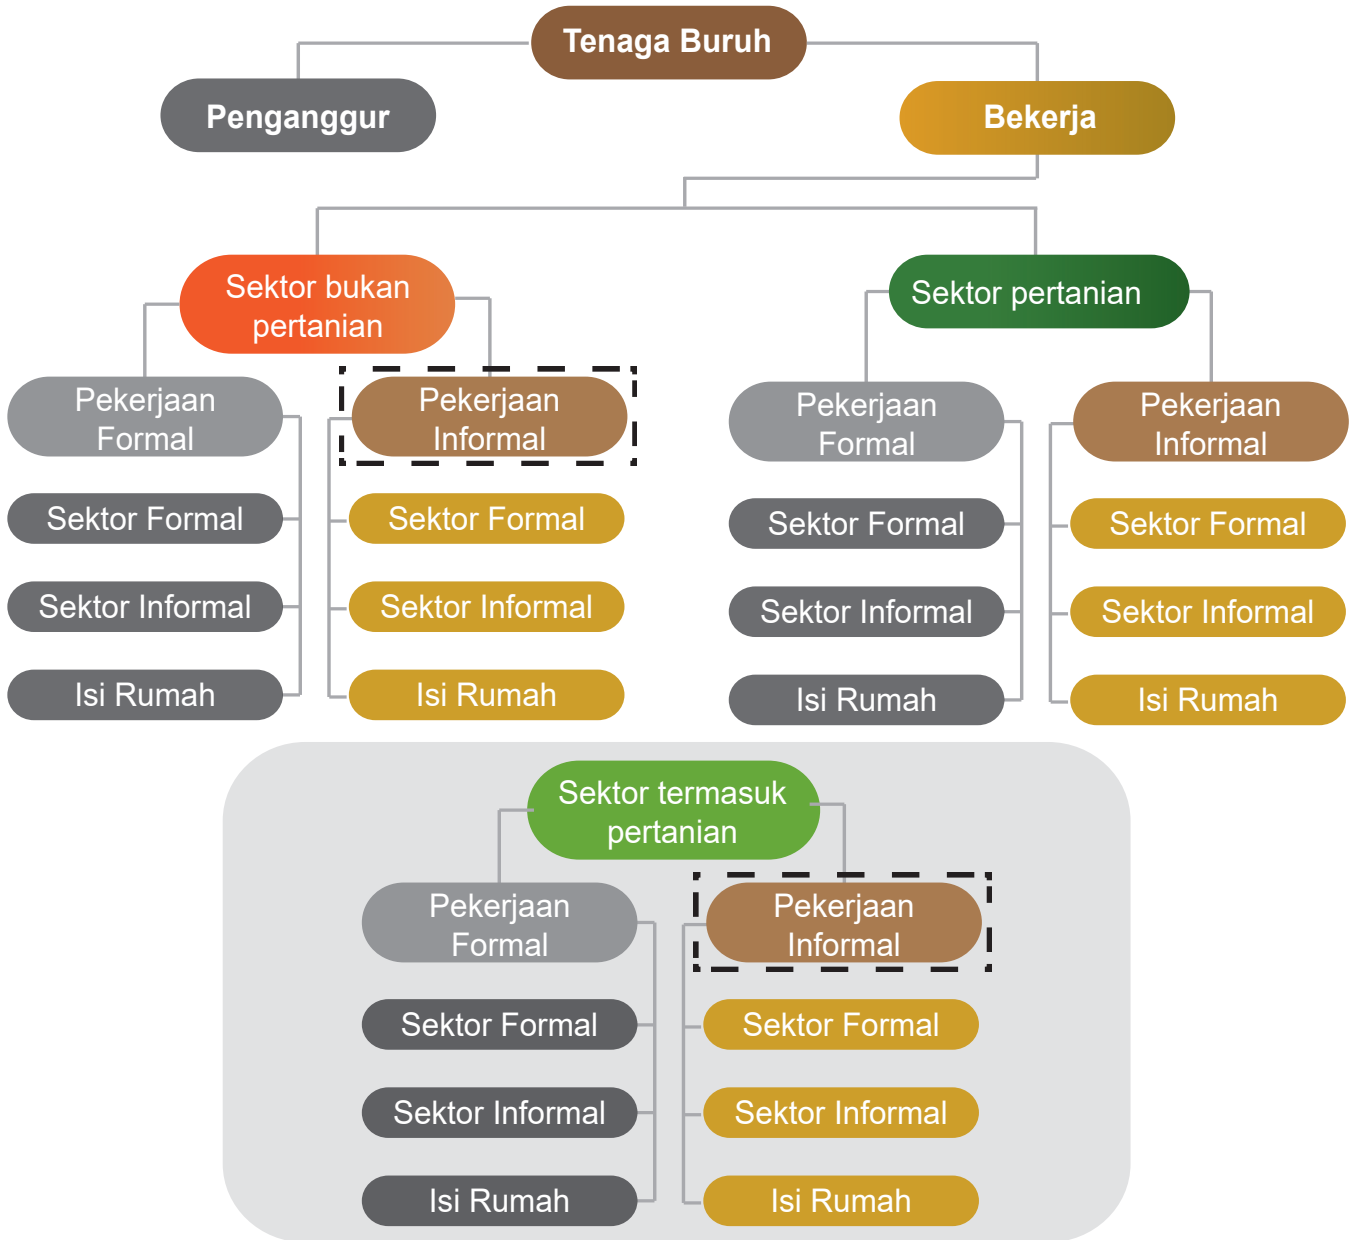 Tenaga Buruh
Penganggur
Bekerja
Sektor bukan
pertanian
Sektor pertanian
Pekerjaan
Formal
Sektor Formal
Sektor Informal
Isi Rumah
Pekerjaan
Informal
Sektor Formal
Sektor Informal
Isi Rumah
Pekerjaan
Formal
Sektor Formal
Sektor Informal
Isi Rumah
Pekerjaan
Informal
Sektor Formal
Sektor Informal
Isi Rumah
Sektor termasuk
pertanian
Pekerjaan
Formal
Sektor Formal
Sektor Informal
Isi Rumah
Pekerjaan
Informal
Sektor Formal
Sektor Informal
Isi Rumah